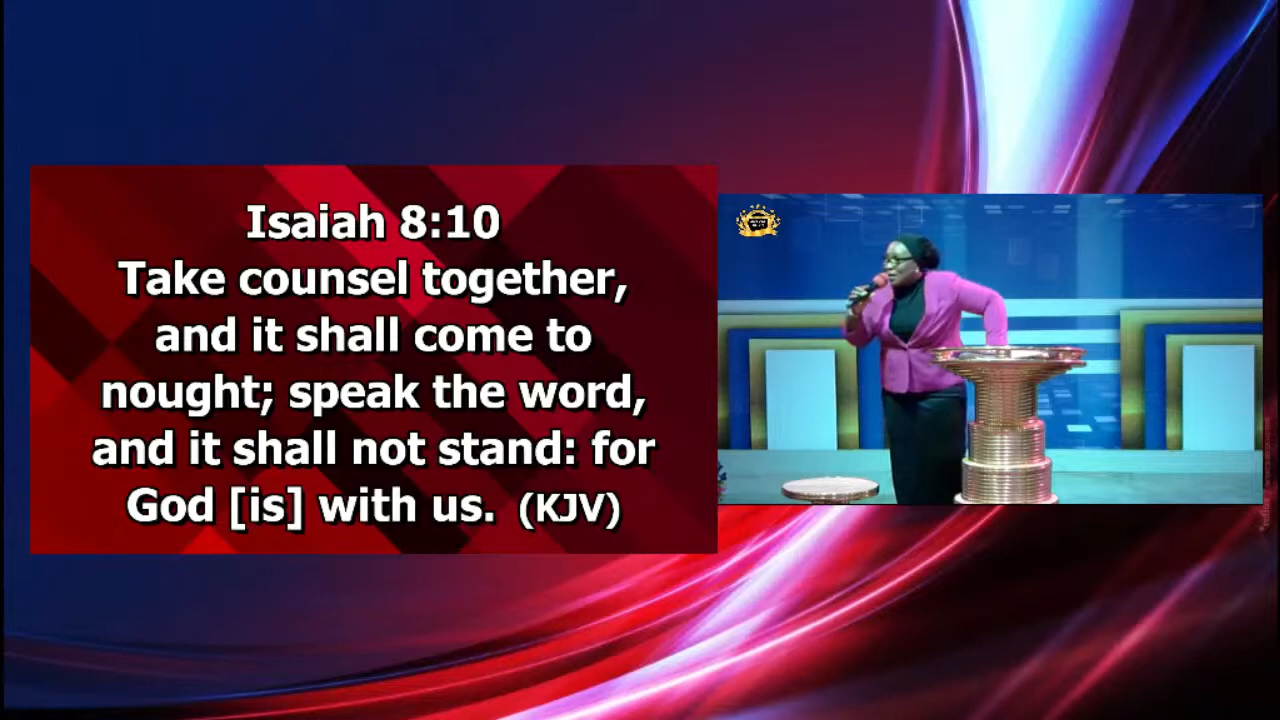 Isaiah 8:10
Take counsel together,
and it shall come to
nought; speak the word,
and it shall not stand: for
God [is] with us. (KJV)